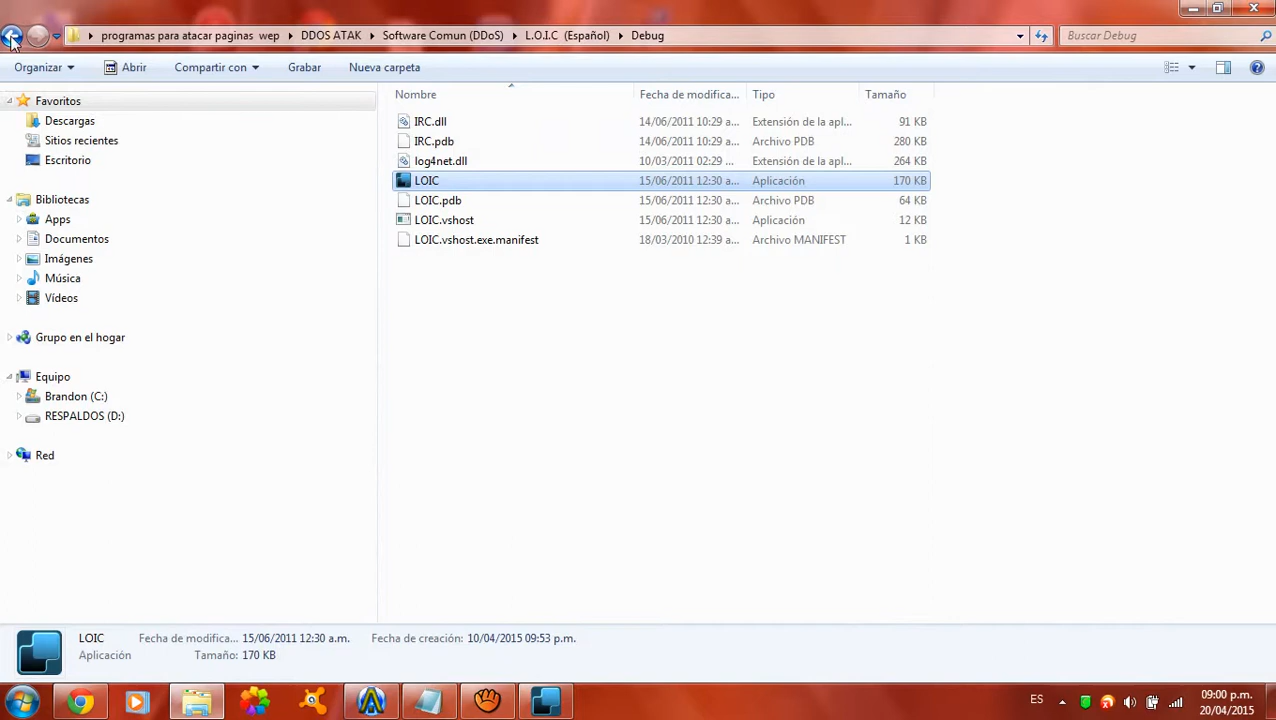 programas para atacar paginas wep DDOS ATAK Software Comun (DDoS) L.O.I.C (Español) Debug Buscar Debug
Organizar Abrir Compartir con Grabar Nueva carpeta
Nombre Fecha de modifica... Tipo Tamaño
Favoritos
Descargas
Sitios recientes
Escritorio
Bibliotecas
Apps
Documentos
Imágenes
Música
Vídeos
Grupo en el hogar
Equipo
Brandon (C:)
RESPALDOS (D:)
Red
IRC.dll 14/06/2011 10:29 a... Extensión de la apl... 91 KB
IRC.pdb 14/06/2011 10:29 a... Archivo PDB 280 KB
log4net.dll 10/03/2011 02:29 ... Extensión de la apl... 264 KB
LOIC 15/06/2011 12:30 a... Aplicación 170 KB
LOIC.pdb 15/06/2011 12:30 a... Archivo PDB 64 KB
LOIC.vshost 15/06/2011 12:30 a... Aplicación 12 KB
LOIC.vshost.exe.manifest 18/03/2010 12:39 a... Archivo MANIFEST 1 KB
LOIC Fecha de modifica... 15/06/2011 12:30 a.m. Fecha de creación: 10/04/2015 09:53 p.m.
Aplicación Tamaño: 170 KB
ES 09:00 p.m.
20/04/2015